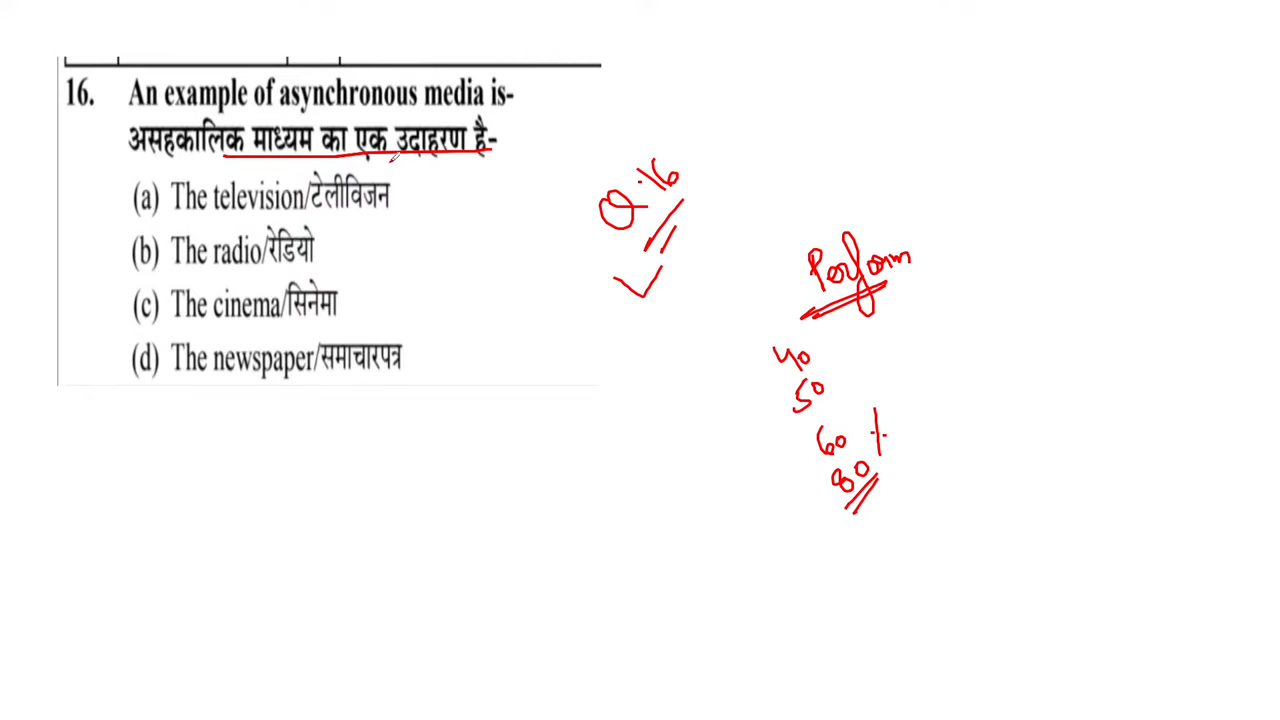 16. An example of asynchronous media is-
असहकालिक माध्यम का एक उदाहरण है-
(a) The television/टेलीविजन
(b) The radio/रेडियो
(c) The cinema/सिनेमा
(d) The newspaper/समाचारपत्र
Q.16
Perform
40
50
60 %
80